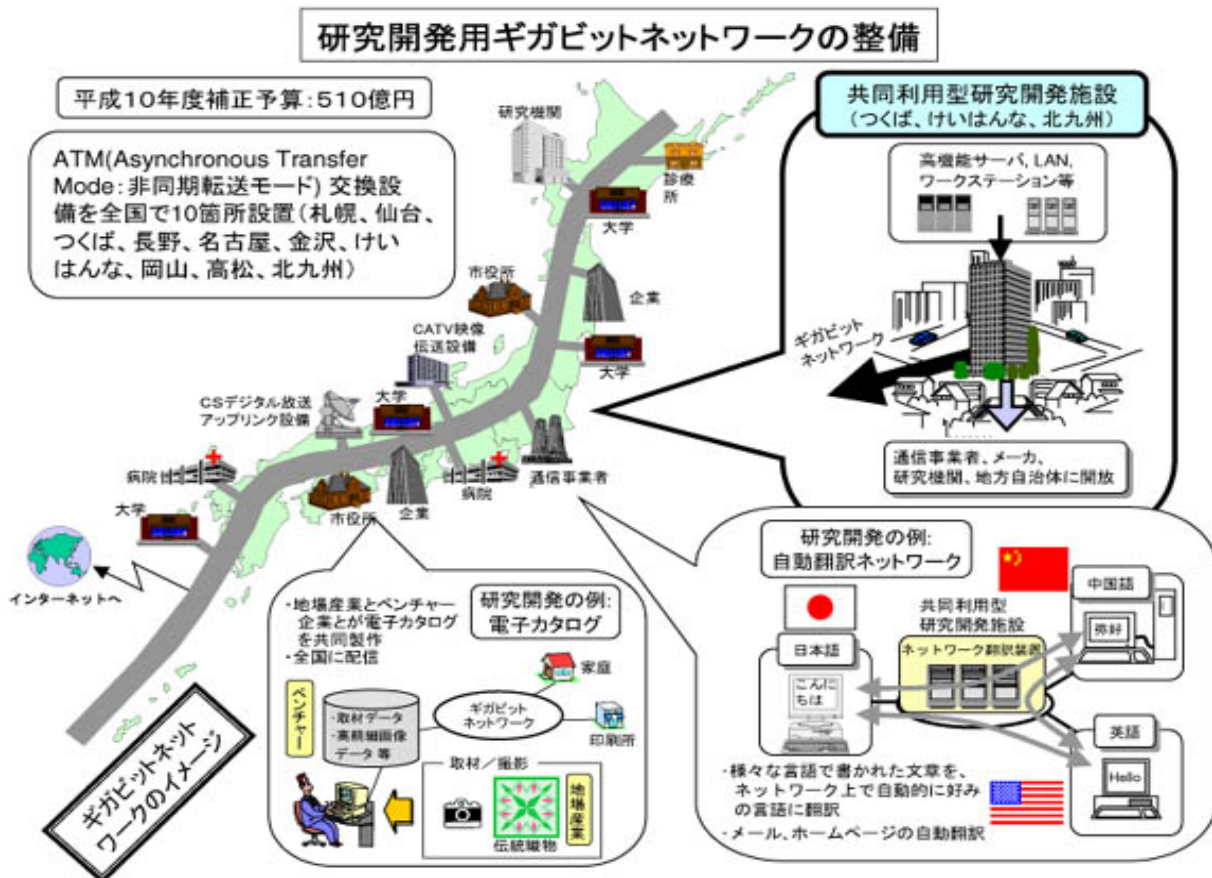 研究開発用ギガビットネットワークの整備
平成10年度補正予算：510億円
ATM(Asynchronous Transfer
Mode：非同期転送モード) 交換設
備を全国で10箇所設置(札幌、仙台、
つくば、長野、名古屋、金沢、けい
はんな、岡山、高松、北九州)
研究機関
診療
所
大学
市役所
企業
CATV映像
伝送設備
大学
大学
CSデジタル放送
アップリンク設備
病院
通信事業者
病院
大学
市役所
企業
インターネットへ
ギガビットネット
ワークのイメージ
共同利用型研究開発施設
(つくば、けいはんな、北九州)
高機能サーバ、LAN、
ワークステーション等
ギガビット
ネットワーク
通信事業者、メーカ、
研究機関、地方自治体に開放
研究開発の例：
電子カタログ
・地場産業とベンチャー
企業とが電子カタログ
を共同製作
・全国に配信
ベンチャー
・取材データ
・高精細画像
データ 等
ギガビット
ネットワーク
家庭
印刷所
取材／撮影
伝統織物
地場産業
研究開発の例：
自動翻訳ネットワーク
日本語
こんに
ちは
共同利用型
研究開発施設
ネットワーク翻訳装置
中国語
英語
Hello
・様々な言語で書かれた文章を、
ネットワーク上で自動的に好み
の言語に翻訳
・メール、ホームページの自動翻訳